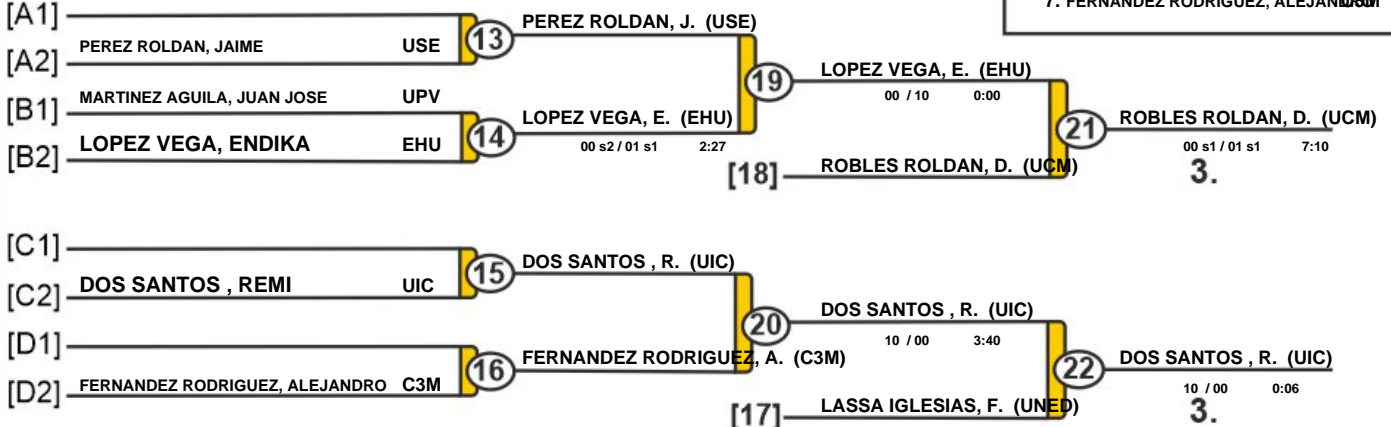 [A1]
PEREZ ROLDAN, JAIME USE
[A2]
13
PEREZ ROLDAN, J. (USE)
7. FERNANDEZ RODRIGUEZ, ALEJANDRO
[B1]
MARTINEZ AGUILA, JUAN JOSE UPV
LOPEZ VEGA, ENDIKA EHU
[B2]
14
LOPEZ VEGA, E. (EHU)
00 s2 / 01 s1 2:27
19
LOPEZ VEGA, E. (EHU)
00 / 10 0:00
[18] ROBLES ROLDAN, D. (UCM)
21
ROBLES ROLDAN, D. (UCM)
00 s1 / 01 s1 7:10
3.
[C1]
DOS SANTOS , REMI UIC
[C2]
15
DOS SANTOS , R. (UIC)
[D1]
FERNANDEZ RODRIGUEZ, ALEJANDRO C3M
[D2]
16
FERNANDEZ RODRIGUEZ, A. (C3M)
20
DOS SANTOS , R. (UIC)
10 / 00 3:40
[17] LASSA IGLESIAS, F. (UNED)
22
DOS SANTOS , R. (UIC)
10 / 00 0:06
3.